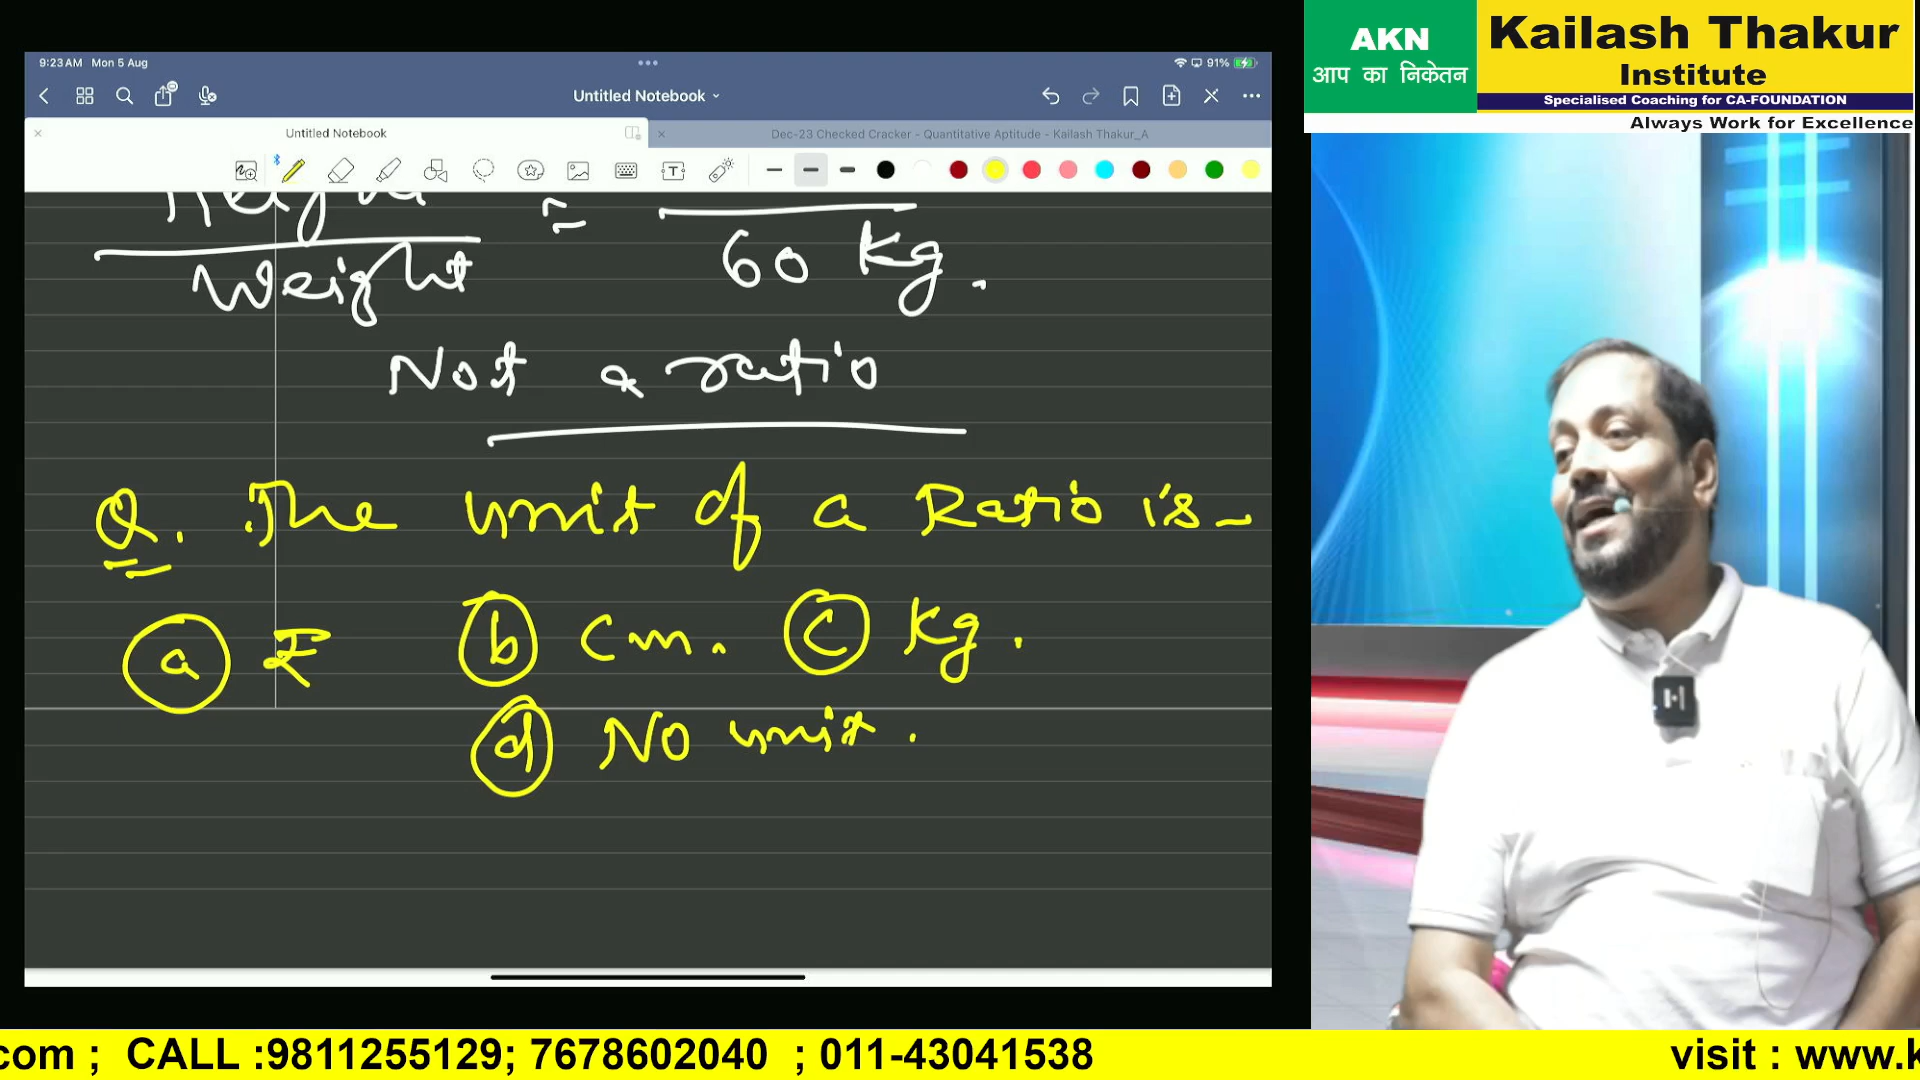 AKN
आप का निकेतन
Kailash Thakur
Institute
Specialised Coaching for CA-FOUNDATION
Always Work for Excellence
9:23 AM Mon 5 Aug
91%
Untitled Notebook
Untitled Notebook
Dec-23 Checked Cracker - Quantitative Aptitude - Kailash Thakur_A
Height =
Weight 60 kg.
Not a ratio
Q. The unit of a Ratio is -
(a) ₹ (b) cm. (c) kg.
(d) No unit.
com ; CALL :9811255129; 7678602040 ; 011-43041538 visit : www.k